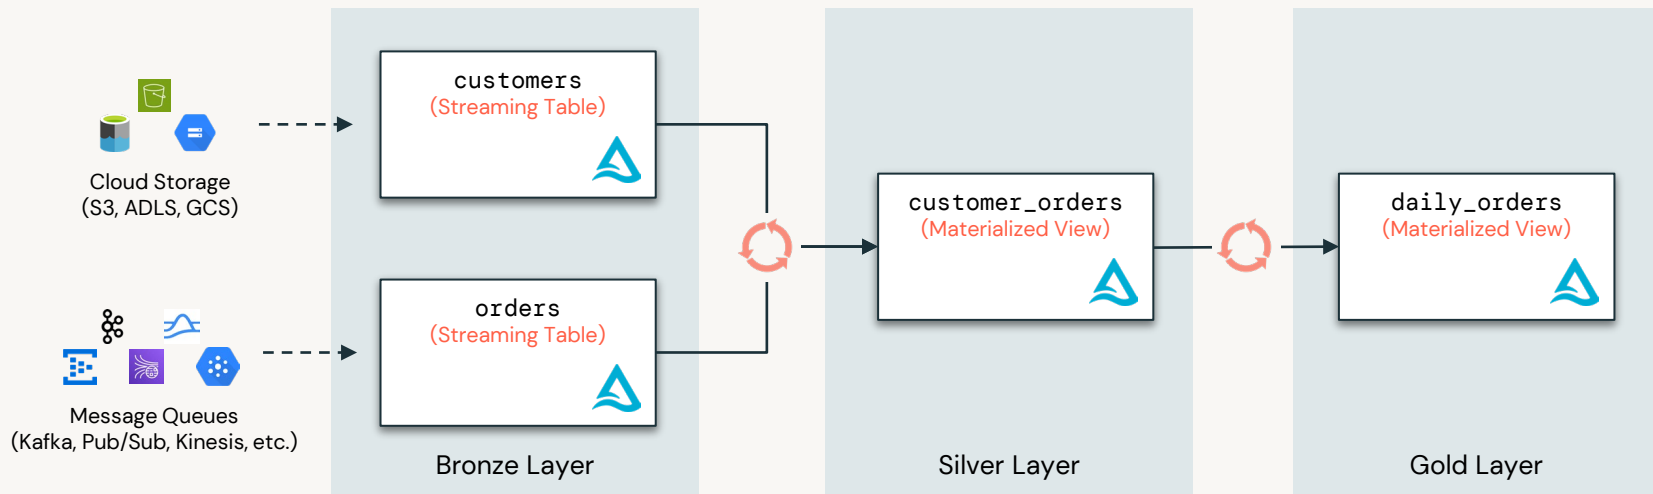 Cloud Storage
(S3, ADLS, GCS)
Message Queues
(Kafka, Pub/Sub, Kinesis, etc.)
customers
(Streaming Table)
orders
(Streaming Table)
Bronze Layer
customer_orders
(Materialized View)
Silver Layer
daily_orders
(Materialized View)
Gold Layer